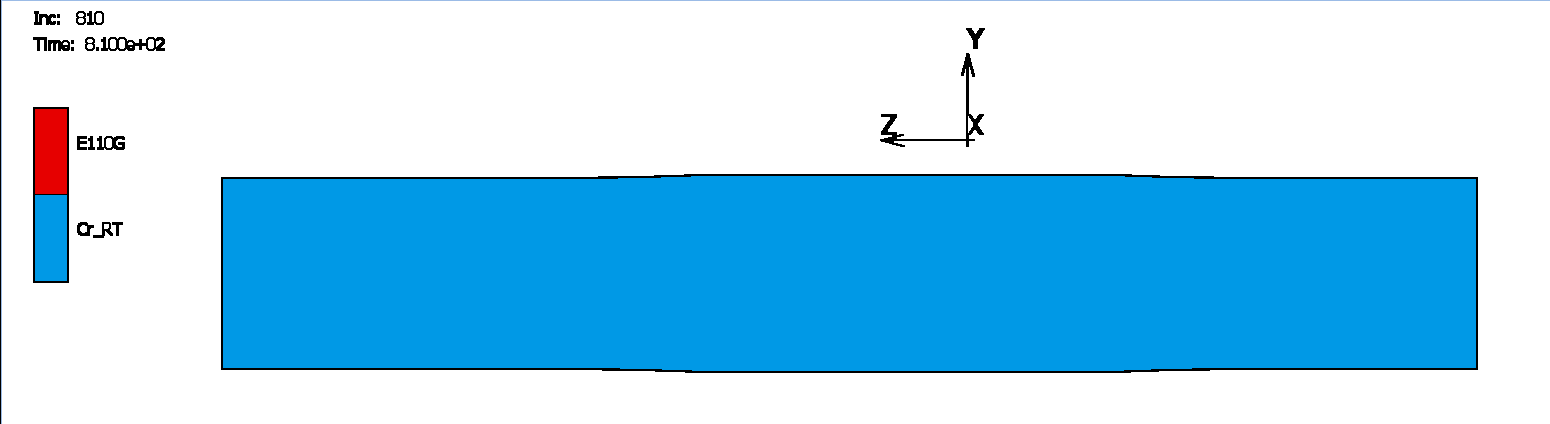 Inc: 810
Time: 8.100e+02
Y
Z X
E110G
Cr_RT